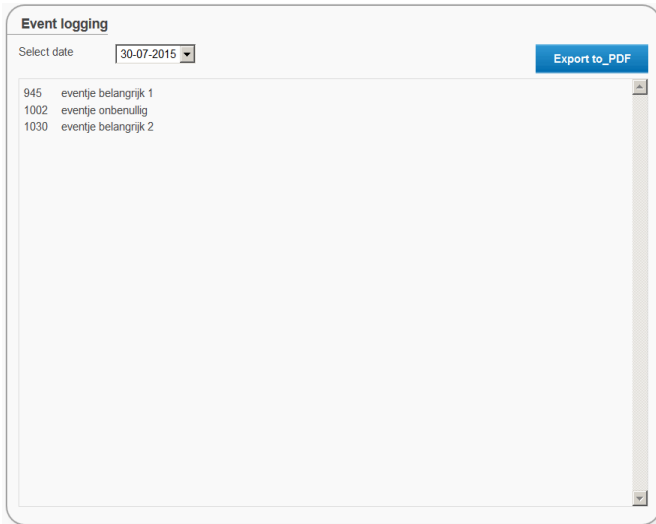 Event logging
Select date 30-07-2015 Export to_PDF
945 eventje belangrijk 1
1002 eventje onbenullig
1030 eventje belangrijk 2